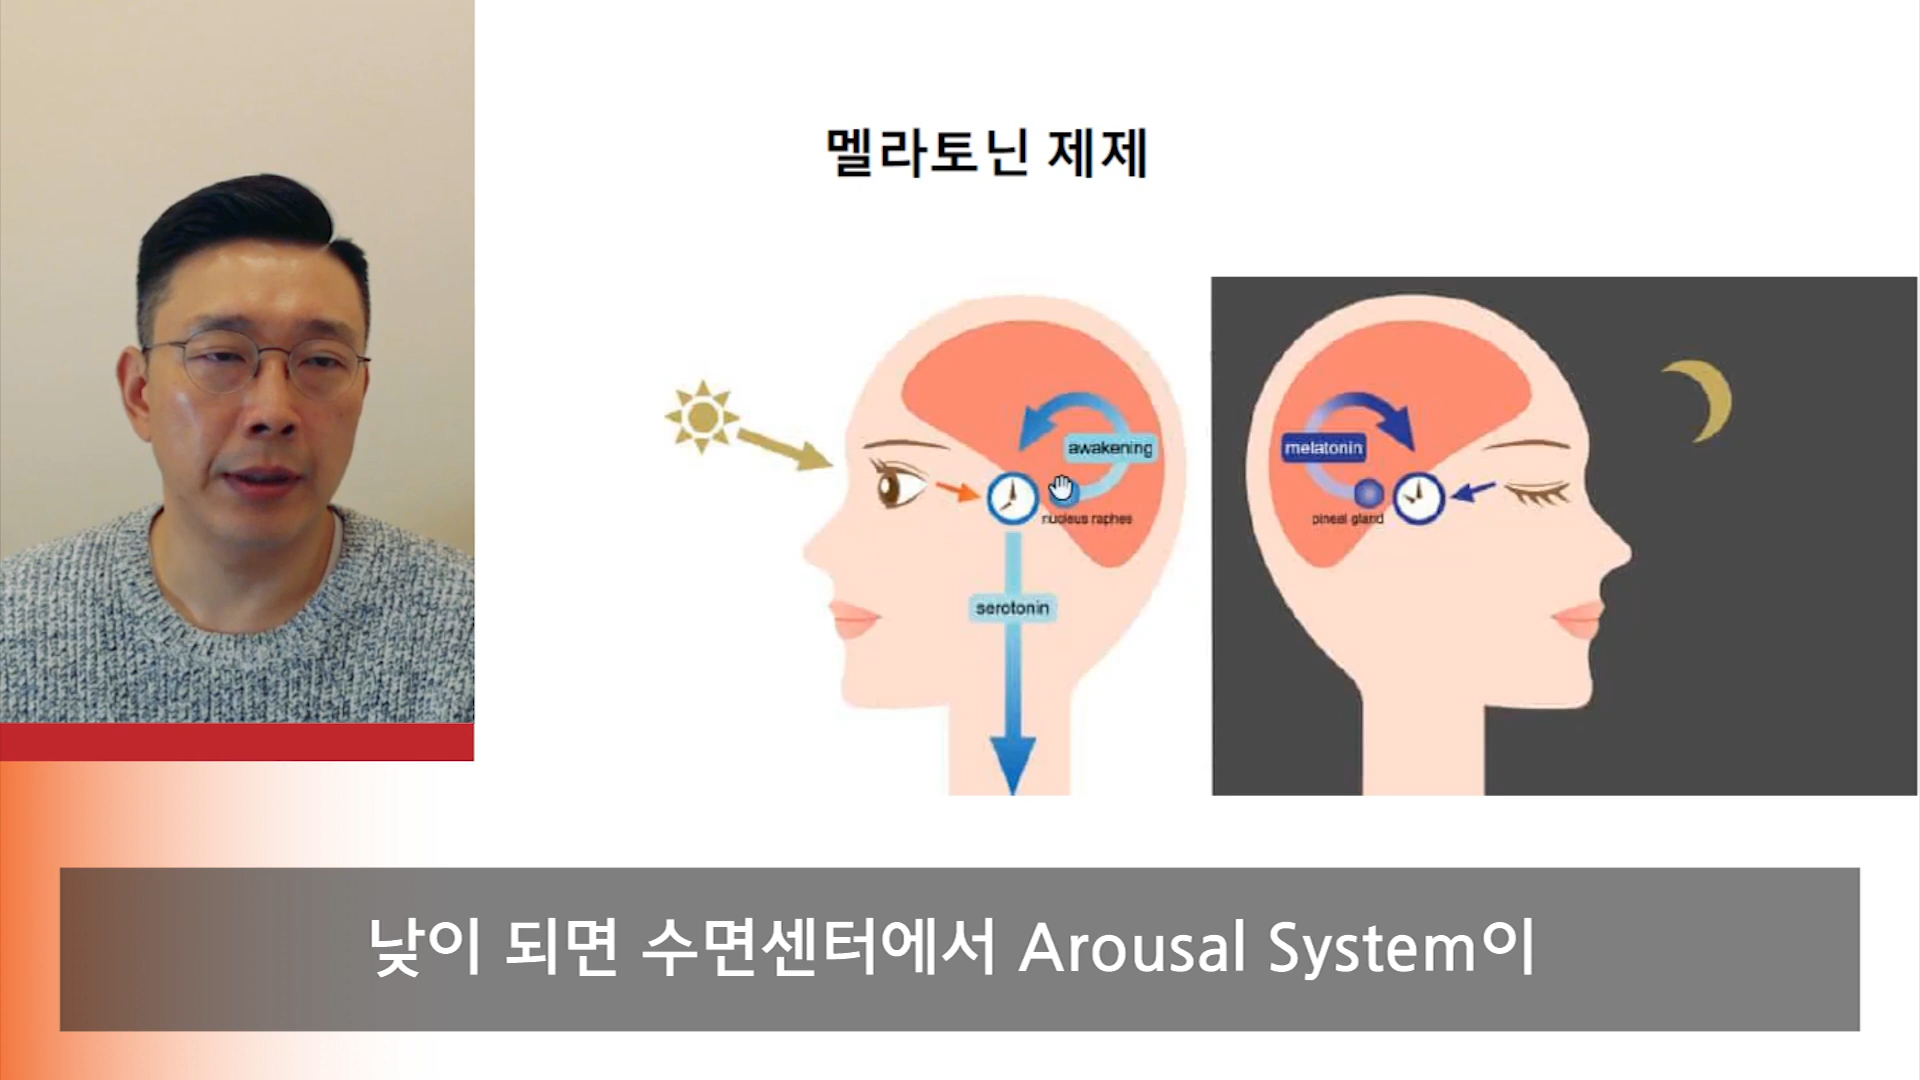 멜라토닌 제제
awakening
nucleus raphes
serotonin
melatonin
pineal gland
낮이 되면 수면센터에서 Arousal System이